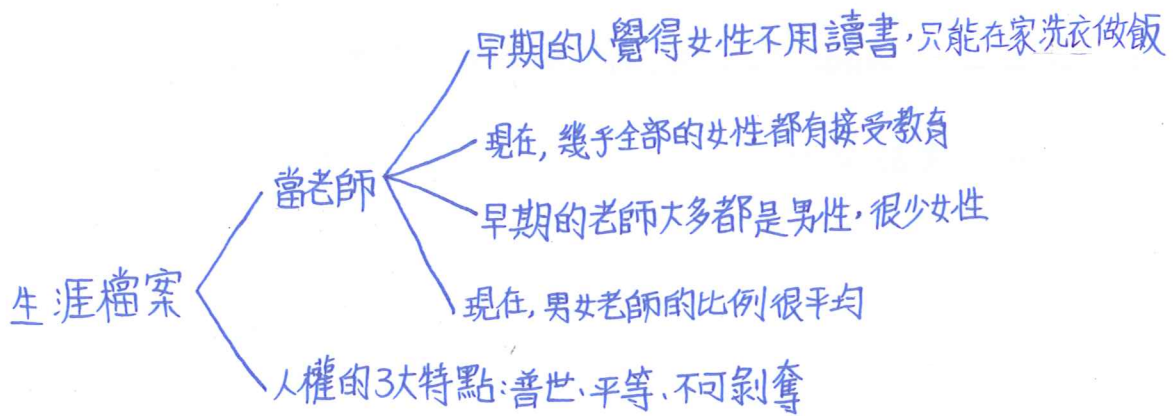 早期的人覺得女性不用讀書,只能在家洗衣做飯
現在,幾乎全部的女性都有接受教育
當老師
早期的老師大多都是男性,很少女性
生涯檔案
現在,男女老師的比例很平均
人權的3大特點:普世、平等、不可剝奪